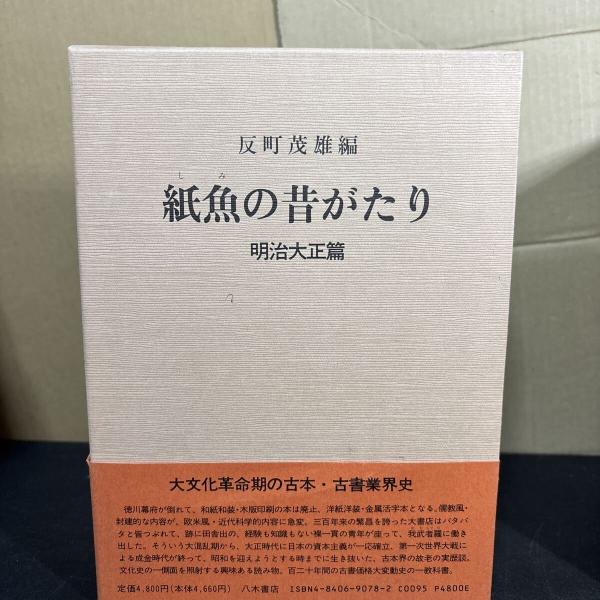 反町茂雄編
しみ
紙魚の昔がたり
明治大正篇
大文化革命期の古本・古書業界史
徳川幕府が倒れて、和紙和装・木版印刷の本は廃止、洋紙洋装・金属活字本となる。儒教風・
封建的な内容が、欧米風・近代科学的内容に急変。三百年来の繁昌を誇った大書店はバタバ
タと皆つぶれて、跡に田舎出の、経験も知識もない裸一貫の青年が座って、我武者羅に働き
出した。そういう大混乱期から、大正時代に日本の資本主義が一応確立、第一次世界大戦に
よる成金時代が終って、昭和を迎えようとする時までに生き抜いた、古本界の故老の実歴談。
文化史の一側面を照射する興味ある読み物。百二十年間の古書価格大変動史の一教科書。
定価4,800円(本体4,660円) 八木書店 ISBN4-8406-9078-2 C0095 P4800E